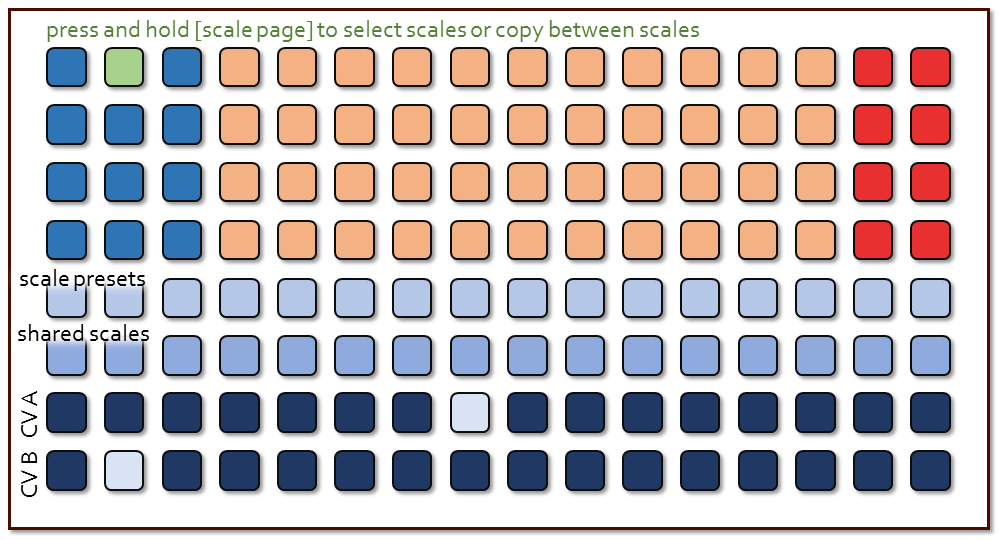 press and hold [scale page] to select scales or copy between scales
scale presets
shared scales
CV A
CV B